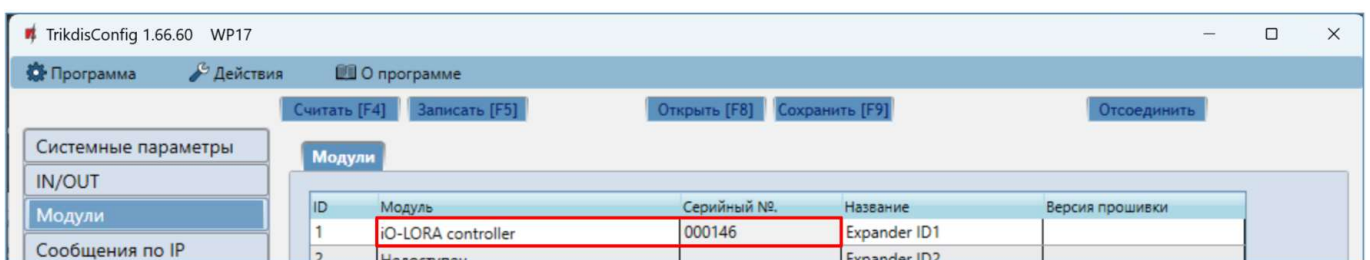 TrikdisConfig 1.66.60 WP17
Программа Действия О программе
Считать [F4] Записать [F5] Открыть [F8] Сохранить [F9] Отсоединить
Системные параметры
IN/OUT
Модули
Сообщения по IP
Модули
ID Модуль Серийный №. Название Версия прошивки
1 iO-LORA controller 000146 Expander ID1
2 Недоступен Expander ID2